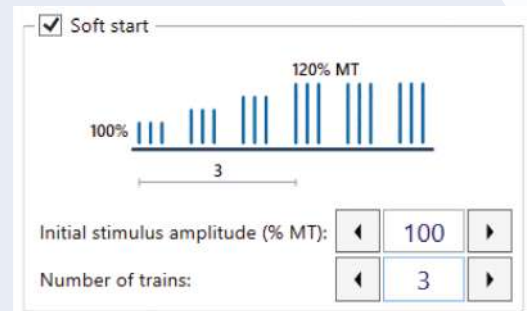 Soft start
120% MT
100%
3
Initial stimulus amplitude (% MT): 100
Number of trains: 3